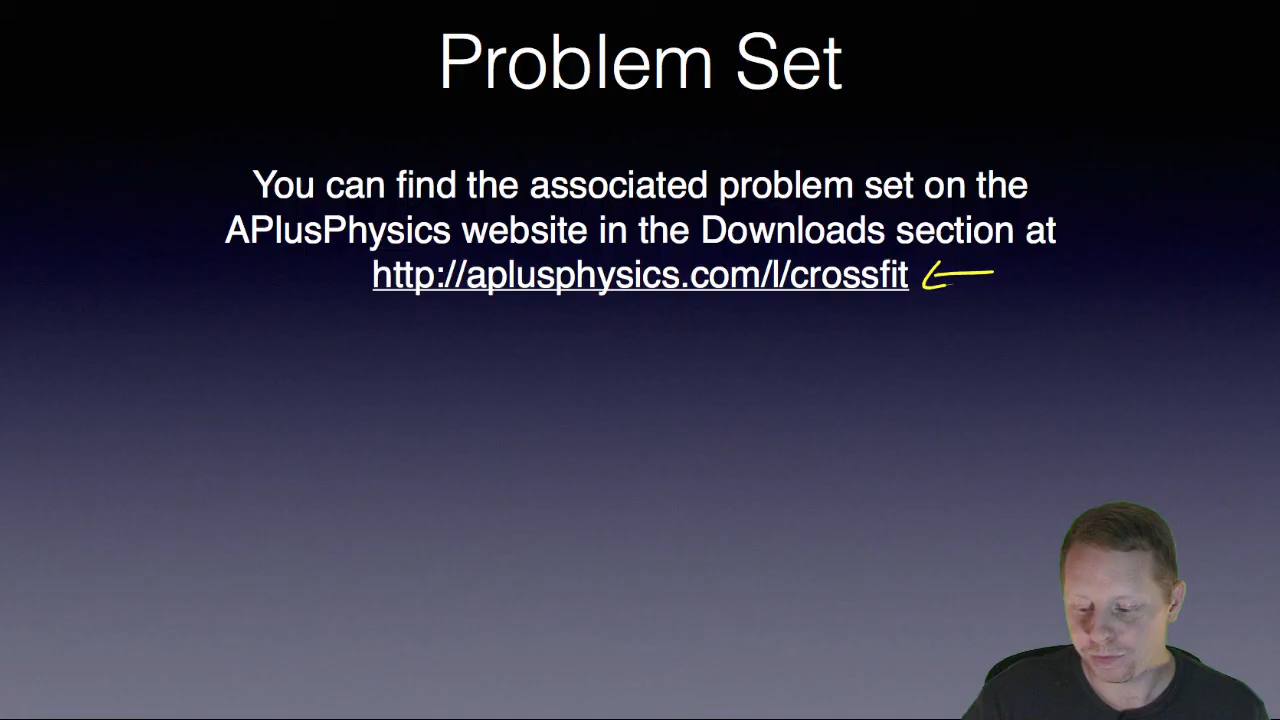 Problem Set
You can find the associated problem set on the
APlusPhysics website in the Downloads section at
http://aplusphysics.com/l/crossfit